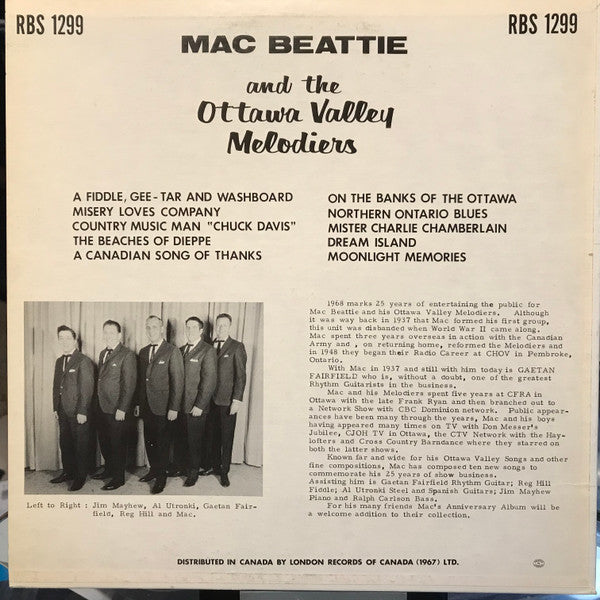 RBS 1299
RBS 1299
MAC BEATTIE
and the
Ottawa Valley
Melodiers
A FIDDLE, GEE-TAR AND WASHBOARD
MISERY LOVES COMPANY
COUNTRY MUSIC MAN "CHUCK DAVIS"
THE BEACHES OF DIEPPE
A CANADIAN SONG OF THANKS
ON THE BANKS OF THE OTTAWA
NORTHERN ONTARIO BLUES
MISTER CHARLIE CHAMBERLAIN
DREAM ISLAND
MOONLIGHT MEMORIES
1968 marks 25 years of entertaining the public for
Mac Beattie and his Ottawa Valley Melodiers. Although
it was way back in 1937 that Mac formed his first group,
this unit was disbanded when World War II came along.
Mac spent three years overseas in action with the Canadian
Army and , on returning home, reformed the Melodiers and
in 1948 they began their Radio Career at CHOV in Pembroke,
Ontario.
With Mac in 1937 and still with him today is GAETAN
FAIRFIELD who is, without a doubt, one of the greatest
Rhythm Guitarists in the business.
Mac and his Melodiers spent five years at CFRA in
Ottawa with the late Frank Ryan and then branched out to
a Network Show with CBC Dominion network. Public appear-
ances have been many through the years, Mac and his boys
having appeared many times on TV with Don Messer's
Jubilee, CJOH TV in Ottawa, the CTV Network with the Hay-
lofters and Cross Country Barndance where they starred on
both the latter shows.
Known far and wide for his Ottawa Valley Songs and other
fine compositions, Mac has composed ten new songs to
commemorate his 25 years of show business.
Assisting him is Gaetan Fairfield Rhythm Guitar; Reg Hill
Fiddle; Al Utronki Steel and Spanish Guitars; Jim Mayhew
Piano and Ralph Carlson Bass.
For his many friends Mac's Anniversary Album will be
a welcome addition to their collection.
Left to Right : Jim Mayhew, Al Utronki, Gaetan Fair-
field, Reg Hill and Mac.
DISTRIBUTED IN CANADA BY LONDON RECORDS OF CANADA (1967) LTD.